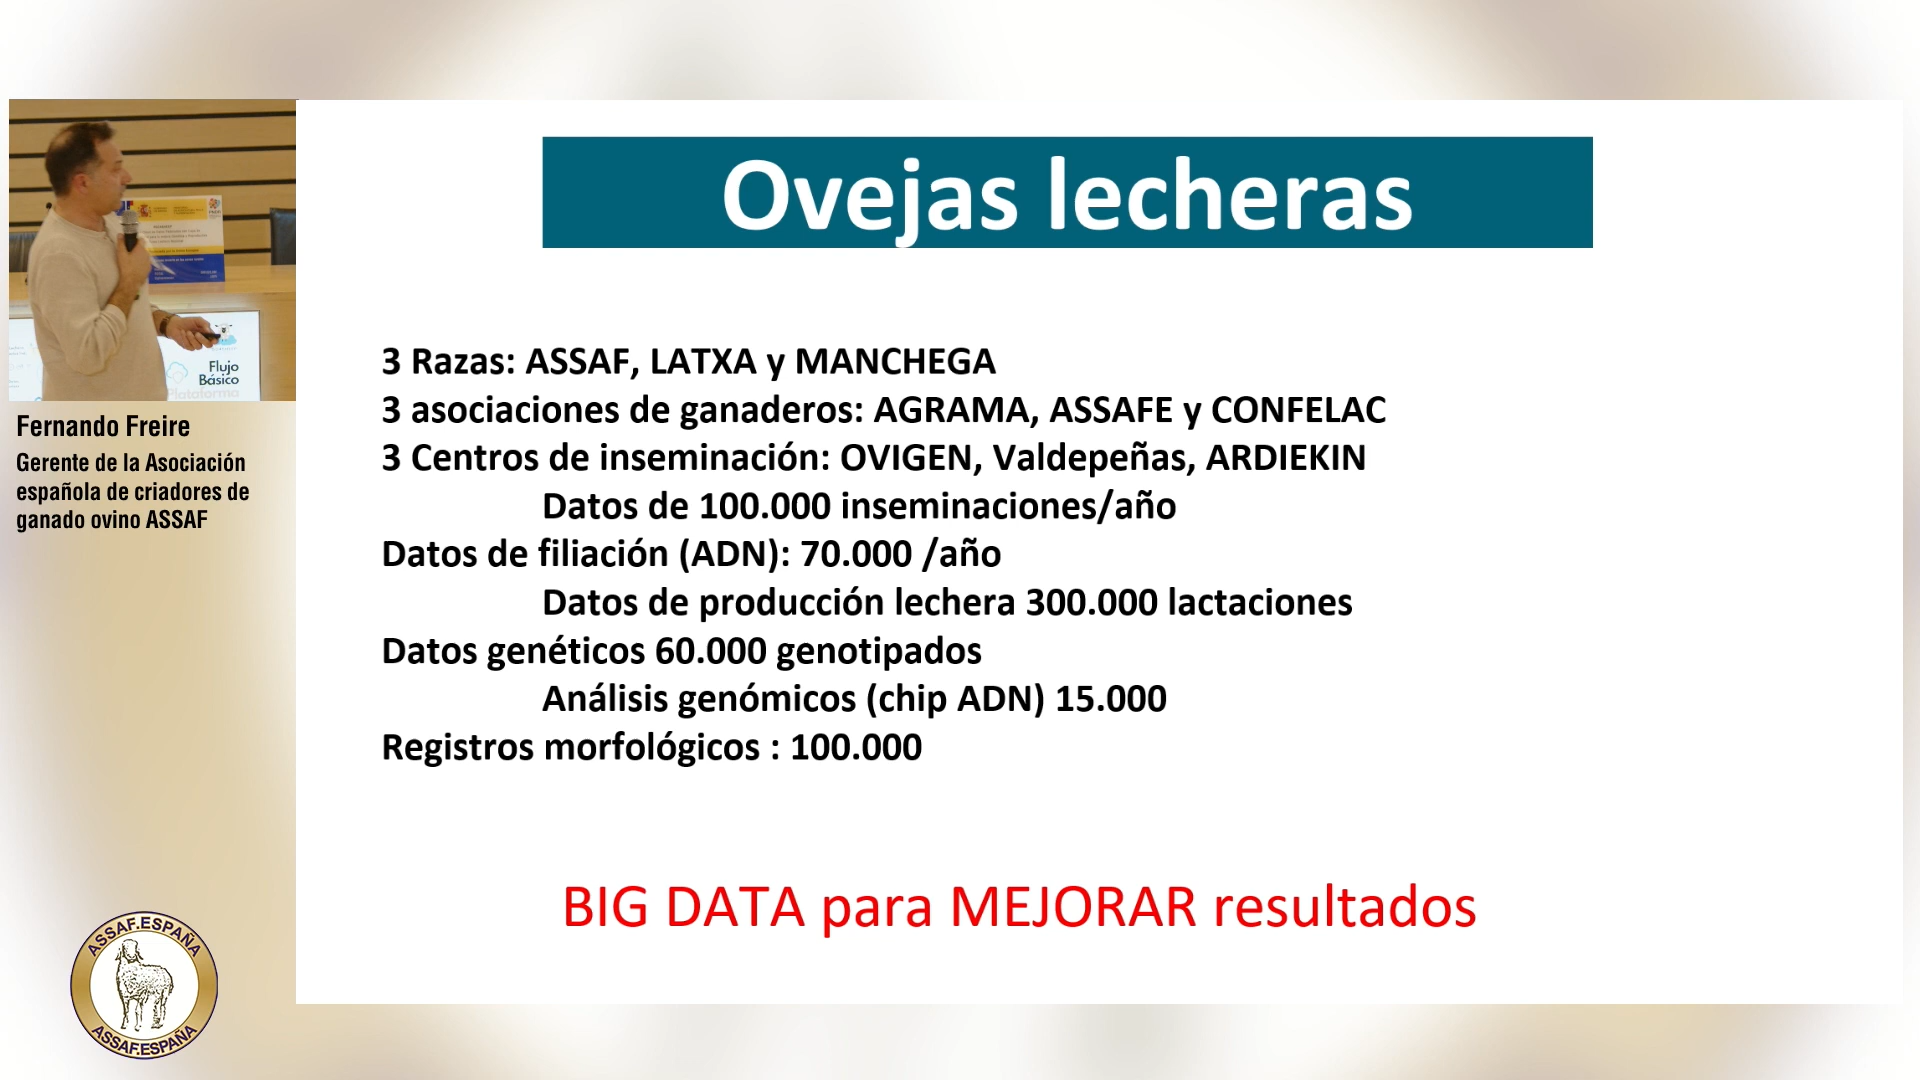 Ovejas lecheras
3 Razas: ASSAF, LATXA y MANCHEGA
3 asociaciones de ganaderos: AGRAMA, ASSAFE y CONFELAC
3 Centros de inseminación: OVIGEN, Valdepeñas, ARDIEKIN
Datos de 100.000 inseminaciones/año
Datos de filiación (ADN): 70.000 /año
Datos de producción lechera 300.000 lactaciones
Datos genéticos 60.000 genotipados
Análisis genómicos (chip ADN) 15.000
Registros morfológicos : 100.000
BIG DATA para MEJORAR resultados
Flujo
Básico
Plataforma
Fernando Freire
Gerente de la Asociación
española de criadores de
ganado ovino ASSAF
ASSAF.ESPAÑA
ASSAF.ESPAÑA